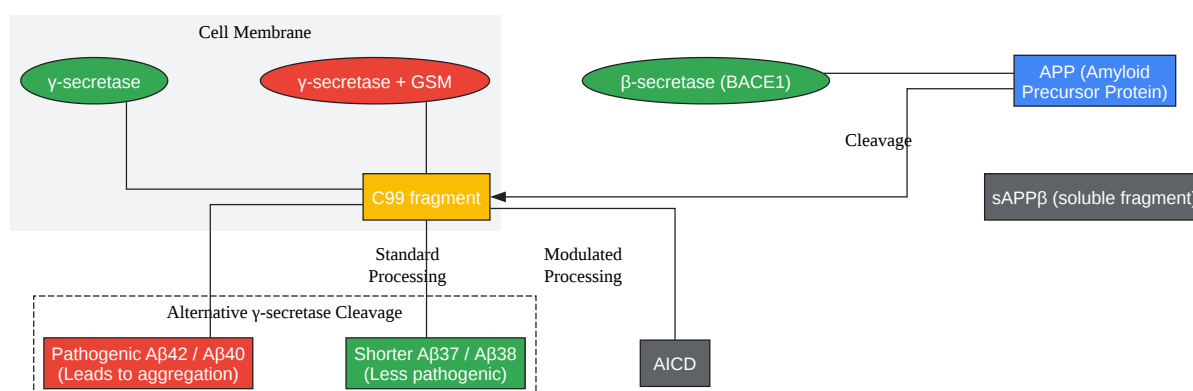 Cell Membrane
γ-secretase
γ-secretase + GSM
β-secretase (BACE1)
APP (Amyloid
Precursor Protein)
Cleavage
C99 fragment
sAPPβ (soluble fragment)
Standard
Processing
Modulated
Processing
Alternative γ-secretase Cleavage
Pathogenic Aβ42 / Aβ40
(Leads to aggregation)
Shorter Aβ37 / Aβ38
(Less pathogenic)
AICD